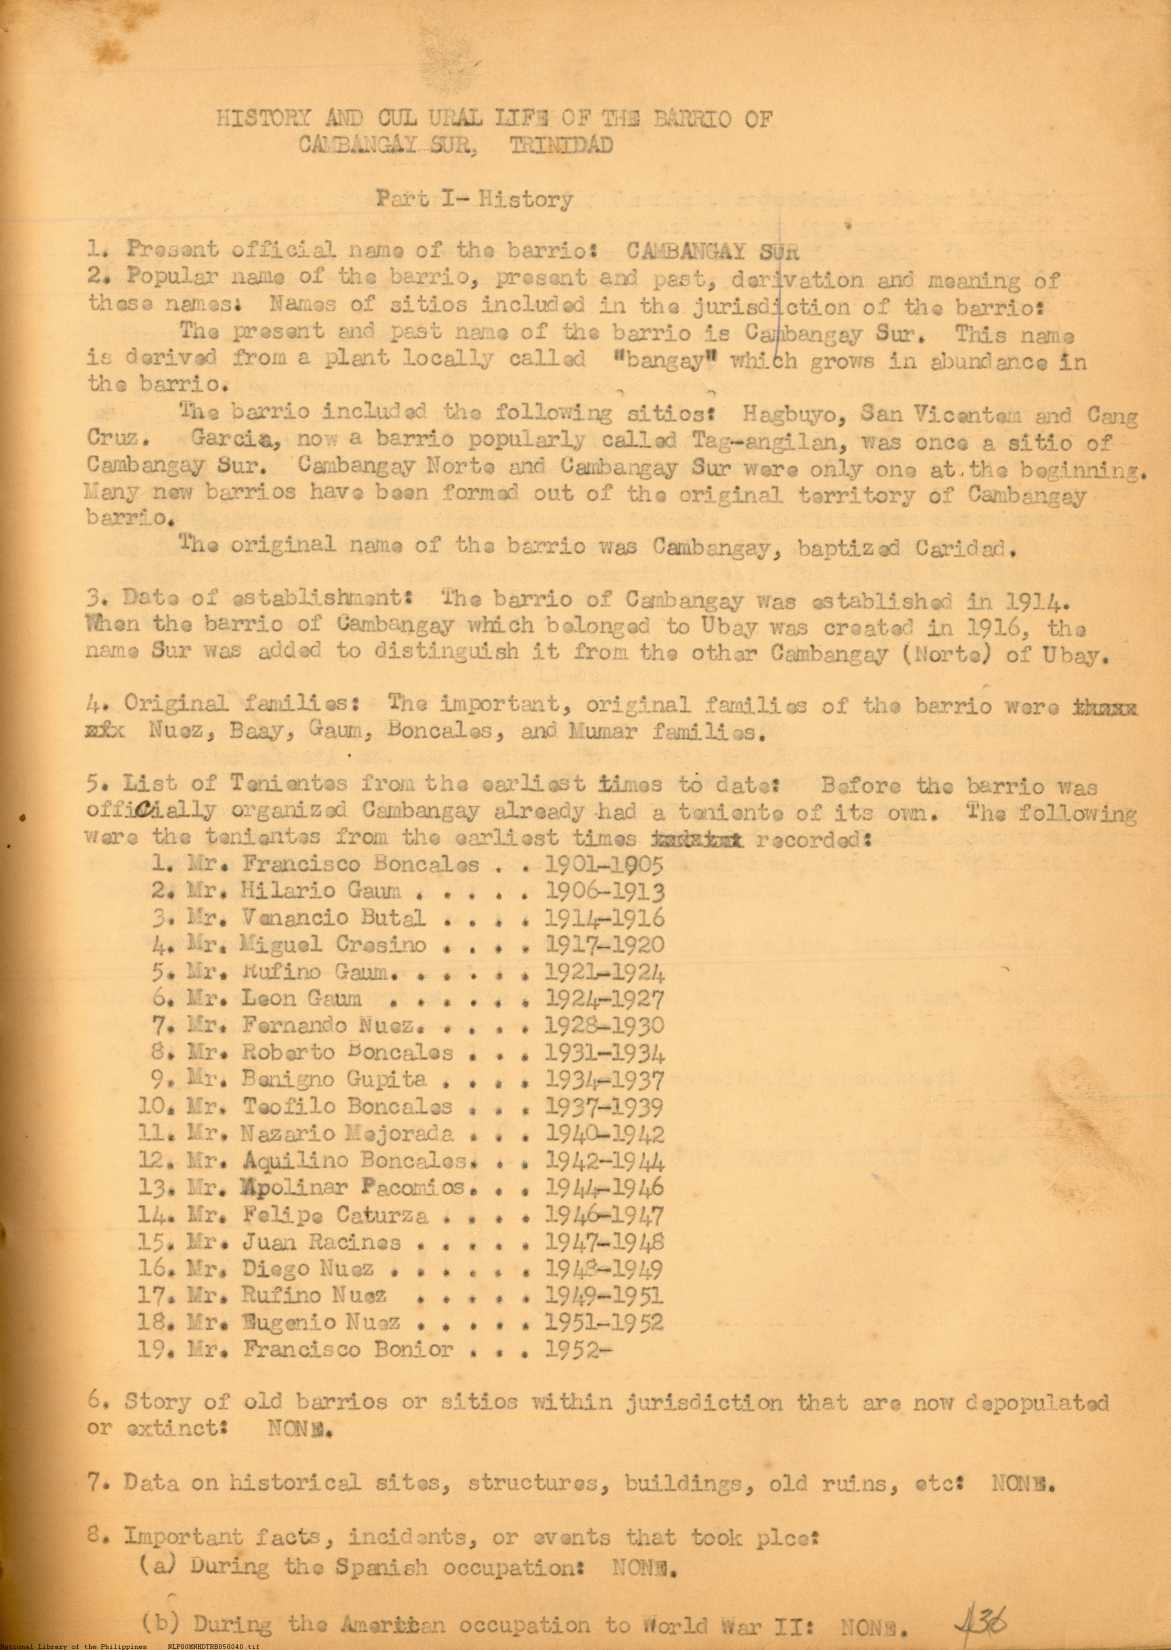 HISTORY AND CUL URAL LIFE OF THE BARRIO OF
CAMBANGAY SUR, TRINIDAD
Part I- History
1. Present official name of the barrio: CAMBANGAY SUR
2. Popular name of the barrio, present and past, derivation and meaning of
these names: Names of sitios included in the jurisdiction of the barrio:
The present and past name of the barrio is Cambangay Sur. This name
is derived from a plant locally called "bangay" which grows in abundance in
the barrio.
The barrio included the following sitios: Hagbuyo, San Vicentem and Cang
Cruz. Garcia, now a barrio popularly called Tag-angilan, was once a sitio of
Cambangay Sur. Cambangay Norte and Cambangay Sur were only one at the beginning.
Many new barrios have been formed out of the original territory of Cambangay
barrio.
The original name of the barrio was Cambangay, baptized Caridad.
3. Date of establishment: The barrio of Cambangay was established in 1914.
When the barrio of Cambangay which belonged to Ubay was created in 1916, the
name Sur was added to distinguish it from the other Cambangay (Norte) of Ubay.
4. Original families: The important, original families of the barrio were
Nuez, Baay, Gaum, Boncales, and Mumar families.
5. List of Tenientes from the earliest times to date: Before the barrio was
officially organized Cambangay already had a teniente of its own. The following
were the tenientes from the earliest times recorded:
1. Mr. Francisco Boncales . . 1901-1905
2. Mr. Hilario Gaum . . . . . 1906-1913
3. Mr. Venancio Butal . . . . 1914-1916
4. Mr. Miguel Cresino . . . . 1917-1920
5. Mr. Rufino Gaum. . . . . . 1921-1924
6. Mr. Leon Gaum . . . . . . 1924-1927
7. Mr. Fernando Nuez. . . . . 1928-1930
8. Mr. Roberto Boncales . . . 1931-1934
9. Mr. Benigno Gupita . . . . 1934-1937
10. Mr. Teofilo Boncales . . . 1937-1939
11. Mr. Nazario Mejorada . . . 1940-1942
12. Mr. Aquilino Boncales. . . 1942-1944
13. Mr. Apolinar Pacomios. . . 1944-1946
14. Mr. Felipe Caturza . . . . 1946-1947
15. Mr. Juan Racines . . . . . 1947-1948
16. Mr. Diego Nuez . . . . . . 1948-1949
17. Mr. Rufino Nuez . . . . . 1949-1951
18. Mr. Eugenio Nuez . . . . . 1951-1952
19. Mr. Francisco Bonior . . . 1952-
6. Story of old barrios or sitios within jurisdiction that are now depopulated
or extinct: NONE.
7. Data on historical sites, structures, buildings, old ruins, etc: NONE.
8. Important facts, incidents, or events that took plce:
(a) During the Spanish occupation: NONE.
(b) During the American occupation to World War II: NONE.
National Library of the Philippines NLP00MNHDTRB050040.tif